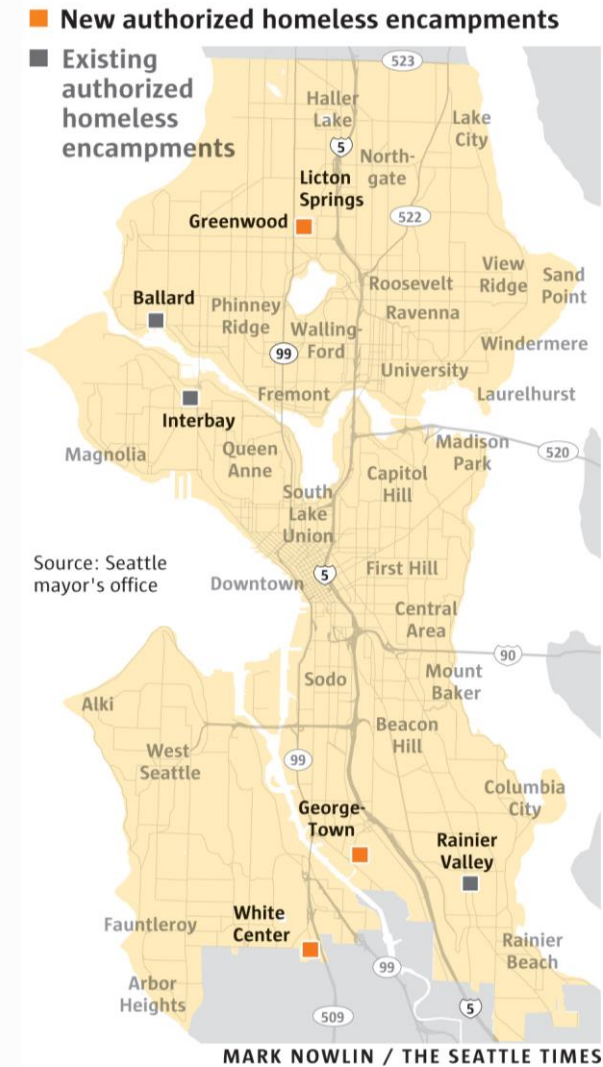 New authorized homeless encampments
Existing
authorized
homeless
encampments
523
Haller
Lake
Lake
City
5
North-
gate
Licton
Springs
Greenwood
522
View
Ridge
Sand
Point
Roosevelt
Ballard
Phinney
Ridge
Ravenna
Walling-
Ford
99
Windermere
University
Fremont
Laurelhurst
Interbay
Magnolia
Queen
Anne
Madison
Park
520
Capitol
Hill
South
Lake
Union
Source: Seattle
mayor's office
Downtown
5
First Hill
Central
Area
90
Sodo
Mount
Baker
Alki
Beacon
Hill
West
Seattle
99
Columbia
City
George-
Town
Rainier
Valley
White
Center
Fauntleroy
Rainier
Beach
99
Arbor
Heights
509
5
MARK NOWLIN / THE SEATTLE TIMES